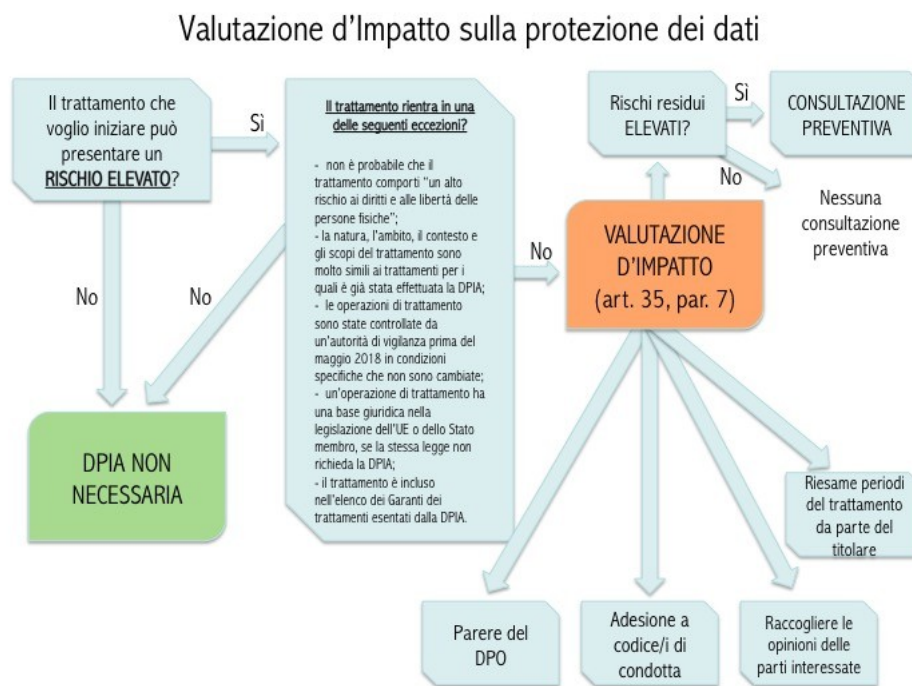 Valutazione d'Impatto sulla protezione dei dati
Il trattamento che
voglio iniziare può
presentare un
RISCHIO ELEVATO?
Sì
No
Il trattamento rientra in una
delle seguenti eccezioni?
- non è probabile che il
trattamento comporti "un alto
rischio ai diritti e alle libertà delle
persone fisiche";
- la natura, l'ambito, il contesto e
gli scopi del trattamento sono
molto simili ai trattamenti per i
quali è già stata effettuata la DPIA;
- le operazioni di trattamento
sono state controllate da
un'autorità di vigilanza prima del
maggio 2018 in condizioni
specifiche che non sono cambiate;
- un'operazione di trattamento ha
una base giuridica nella
legislazione dell'UE o dello Stato
membro, se la stessa legge non
richieda la DPIA;
- il trattamento è incluso
nell'elenco dei Garanti dei
trattamenti esentati dalla DPIA.
No
No
DPIA NON
NECESSARIA
Rischi residui
ELEVATI?
Sì
CONSULTAZIONE
PREVENTIVA
No
Nessuna
consultazione
preventiva
VALUTAZIONE
D'IMPATTO
(art. 35, par. 7)
Riesame periodi
del trattamento
da parte del
titolare
Parere del
DPO
Adesione a
codice/i di
condotta
Raccogliere le
opinioni delle
parti interessate